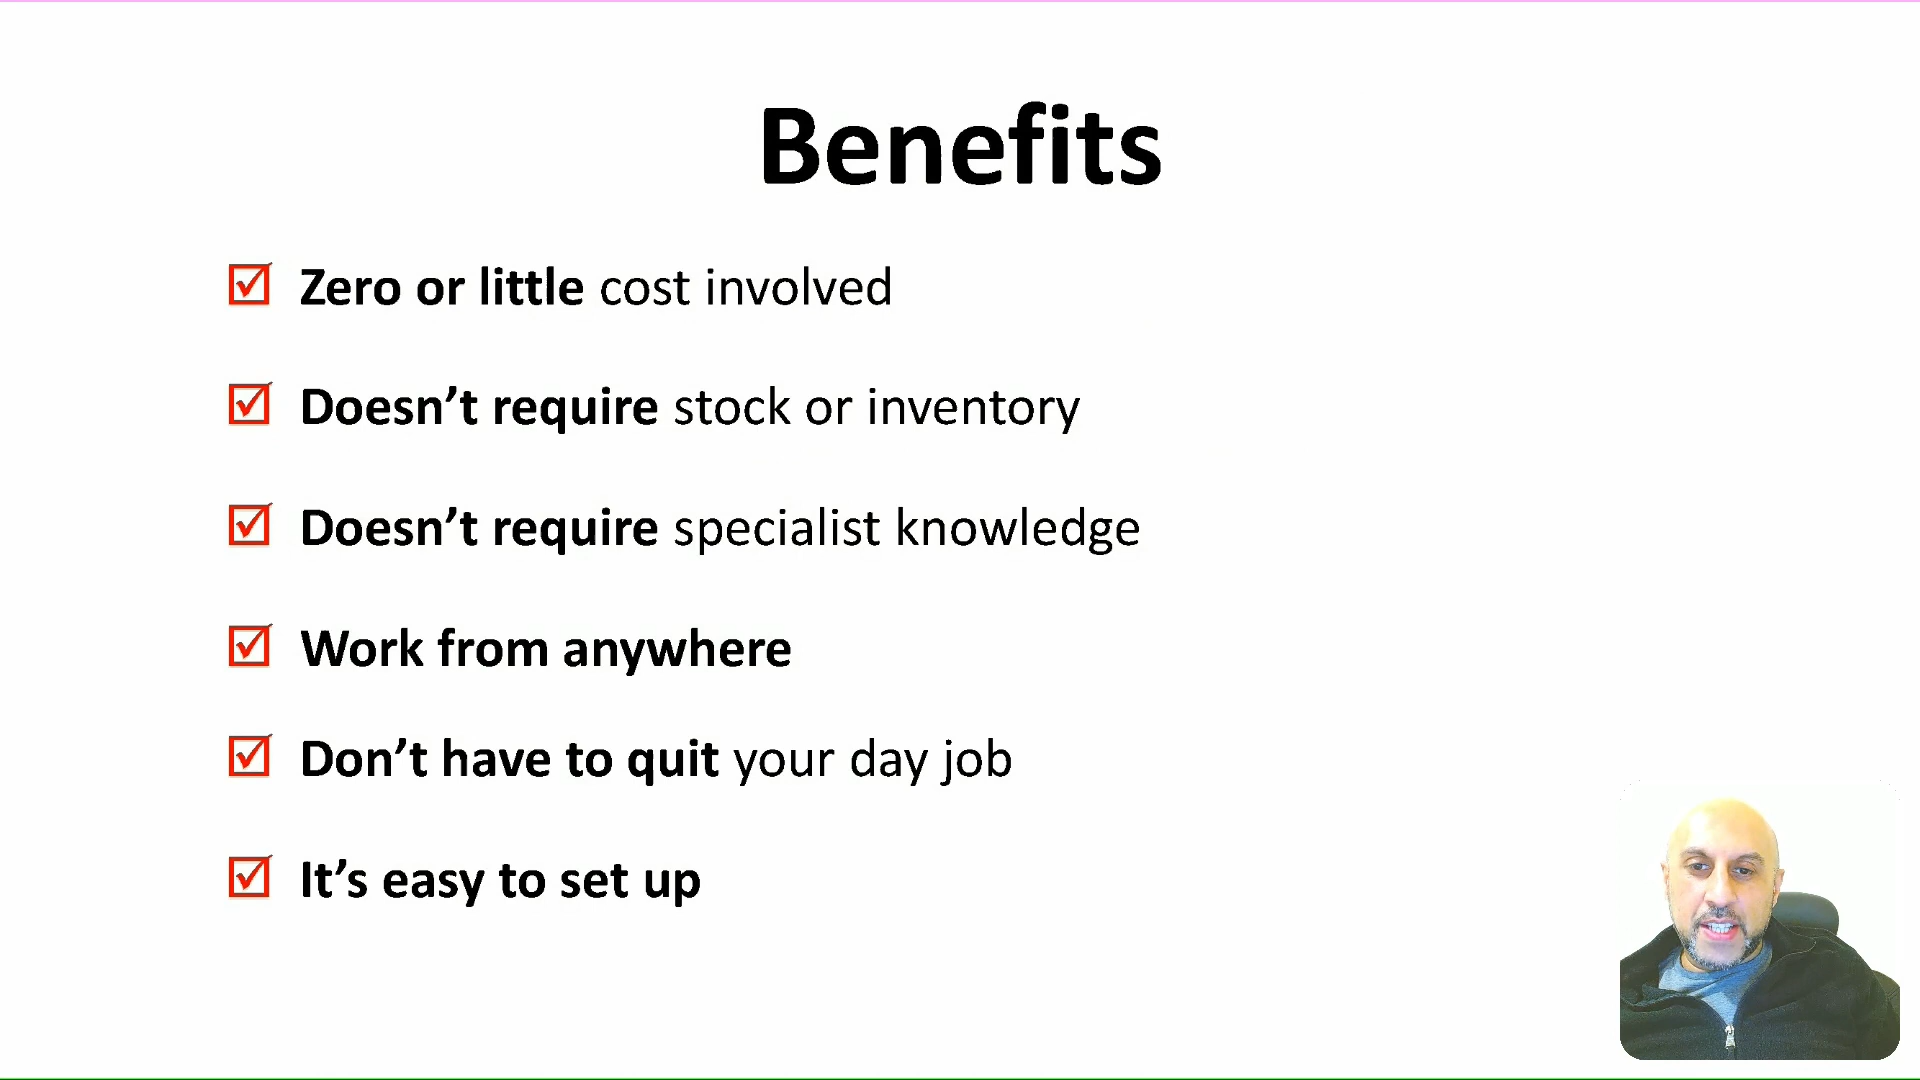 Benefits
Zero or little cost involved
Doesn’t require stock or inventory
Doesn’t require specialist knowledge
Work from anywhere
Don’t have to quit your day job
It’s easy to set up